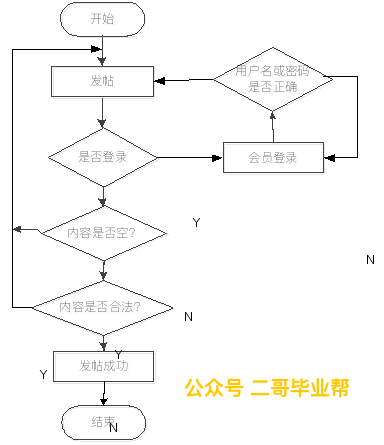 开始
发帖
用户名或密码
是否正确
是否登录
会员登录
内容是否空?
Y
N
内容是否合法?
N
Y
发帖成功
Y
公众号 二哥毕业帮
结束
N